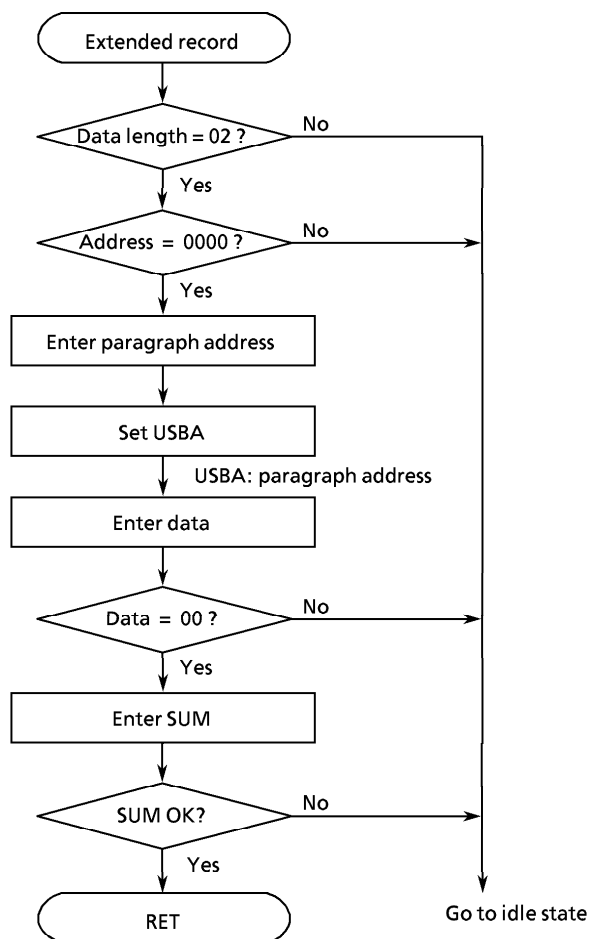 Extended record
Data length = 02 ?
No
Yes
Address = 0000 ?
No
Yes
Enter paragraph address
Set USBA
USBA: paragraph address
Enter data
Data = 00 ?
No
Yes
Enter SUM
SUM OK?
No
Yes
RET
Go to idle state